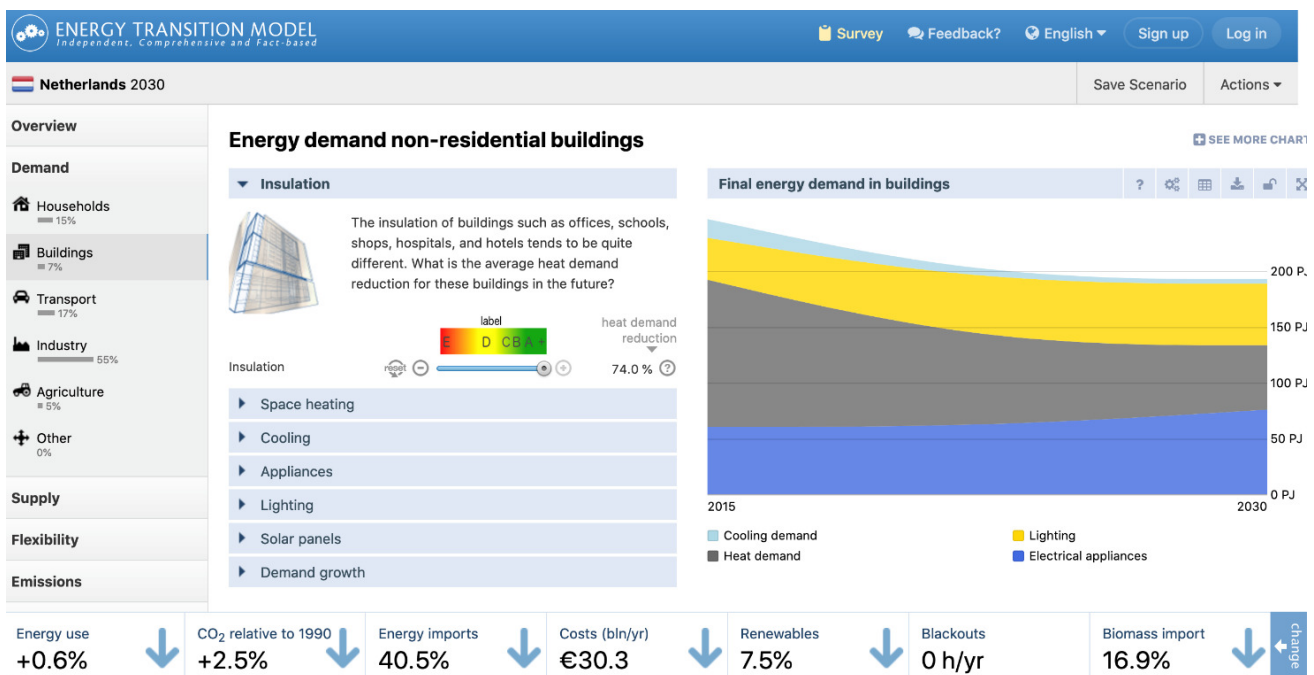 ENERGY TRANSITION MODEL
Independent. Comprehensive and Fact-based
Survey
Feedback?
English
Sign up
Log in
Netherlands 2030
Save Scenario
Actions
Overview
Demand
Households
15%
Buildings
7%
Transport
17%
Industry
55%
Agriculture
5%
Other
0%
Supply
Flexibility
Emissions
Energy demand non-residential buildings
SEE MORE CHART
Insulation
The insulation of buildings such as offices, schools,
shops, hospitals, and hotels tends to be quite
different. What is the average heat demand
reduction for these buildings in the future?
label
heat demand
reduction
E D C B A +
Insulation
reset
74.0 %
?
Space heating
Cooling
Appliances
Lighting
Solar panels
Demand growth
Final energy demand in buildings
?
200 PJ
150 PJ
100 PJ
50 PJ
0 PJ
2015
2030
Cooling demand
Lighting
Heat demand
Electrical appliances
Energy use
+0.6%
CO2 relative to 1990
+2.5%
Energy imports
40.5%
Costs (bln/yr)
€30.3
Renewables
7.5%
Blackouts
0 h/yr
Biomass import
16.9%
change